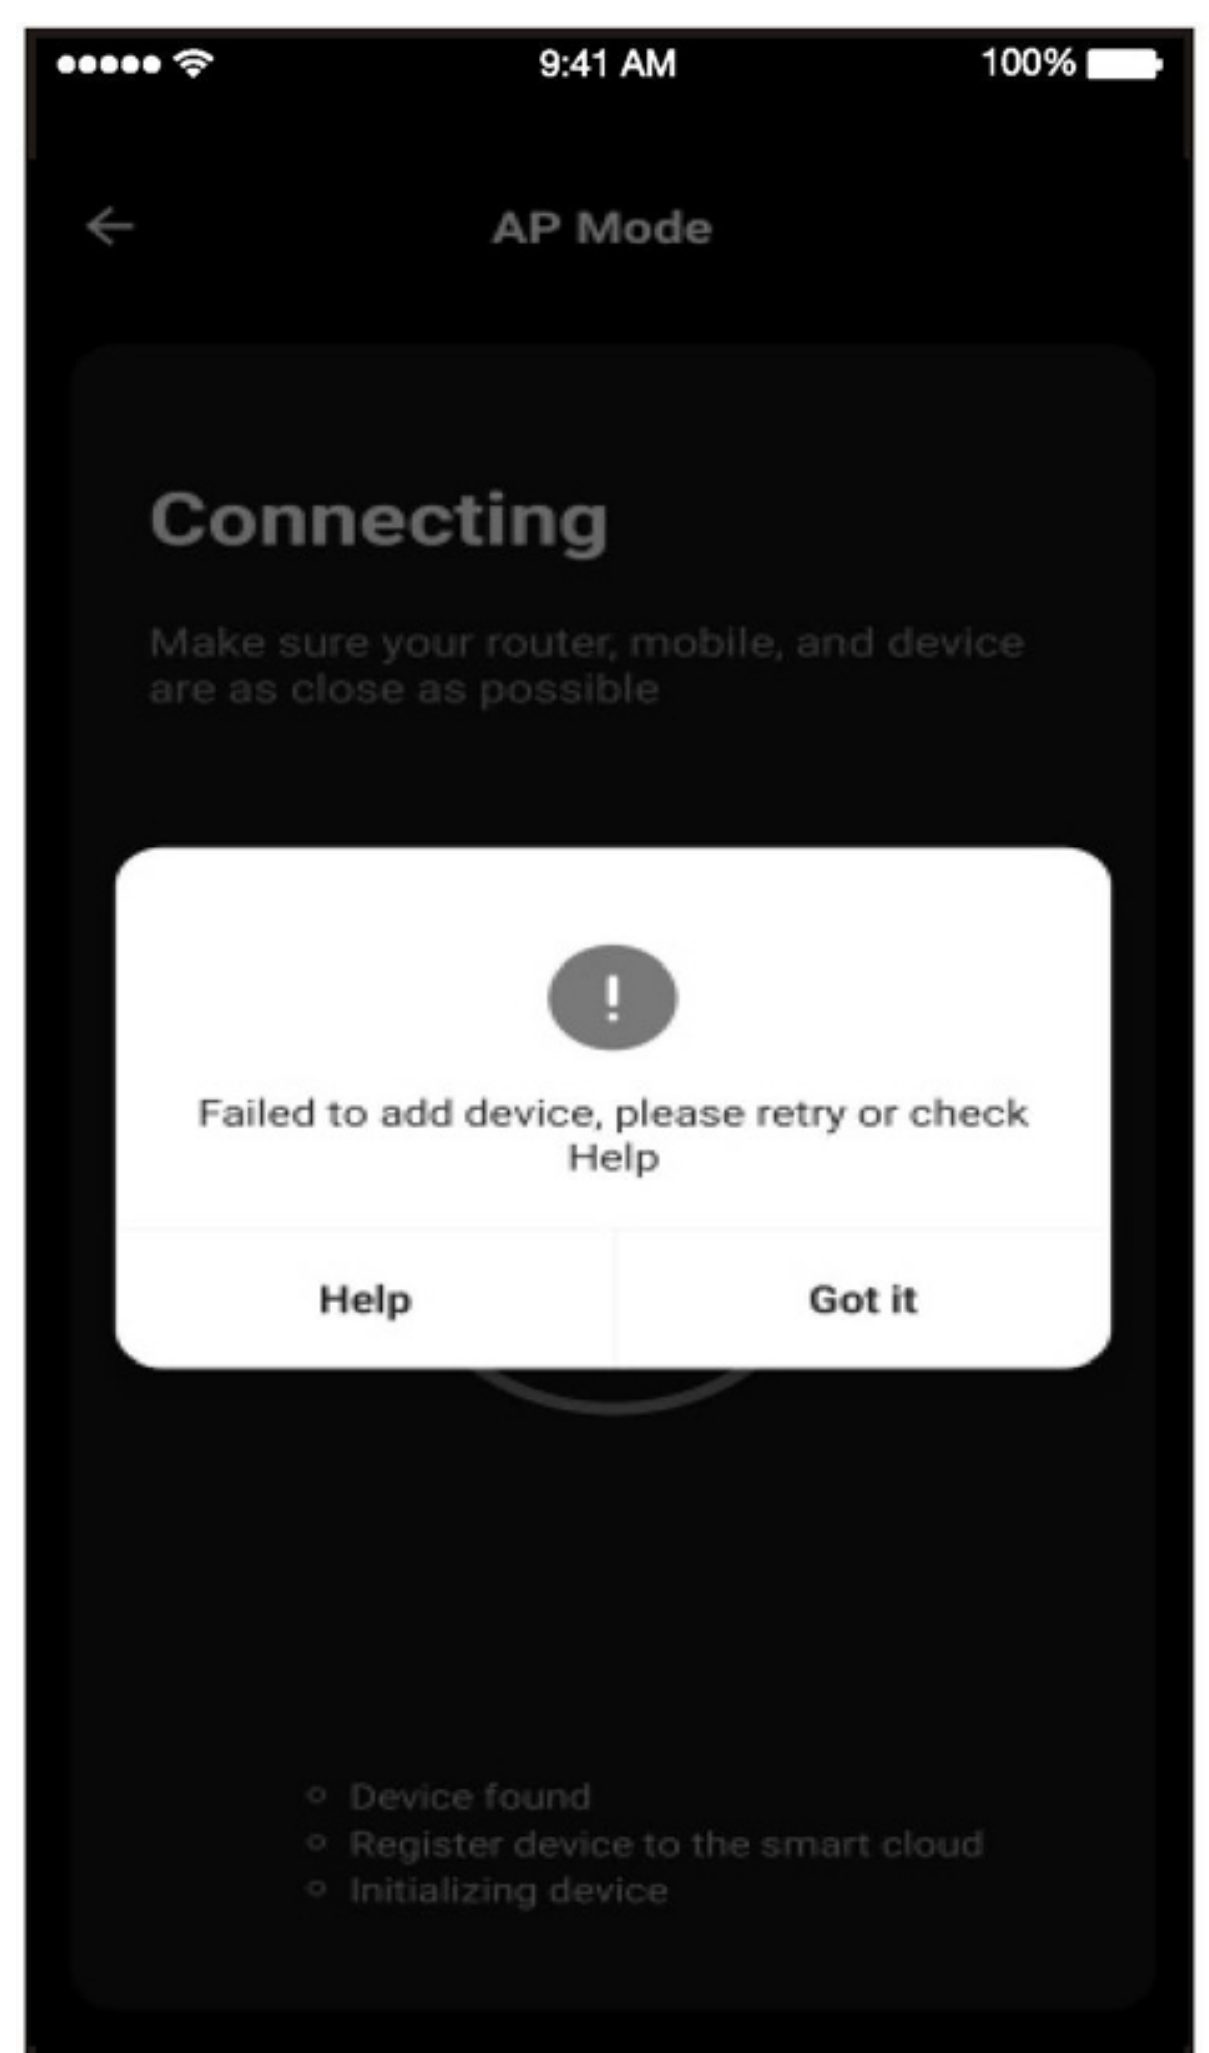 9:41 AM 100%
AP Mode
Connecting
Make sure your router, mobile, and device
are as close as possible
!
Failed to add device, please retry or check
Help
Help Got it
Device found
Register device to the smart cloud
Initializing device